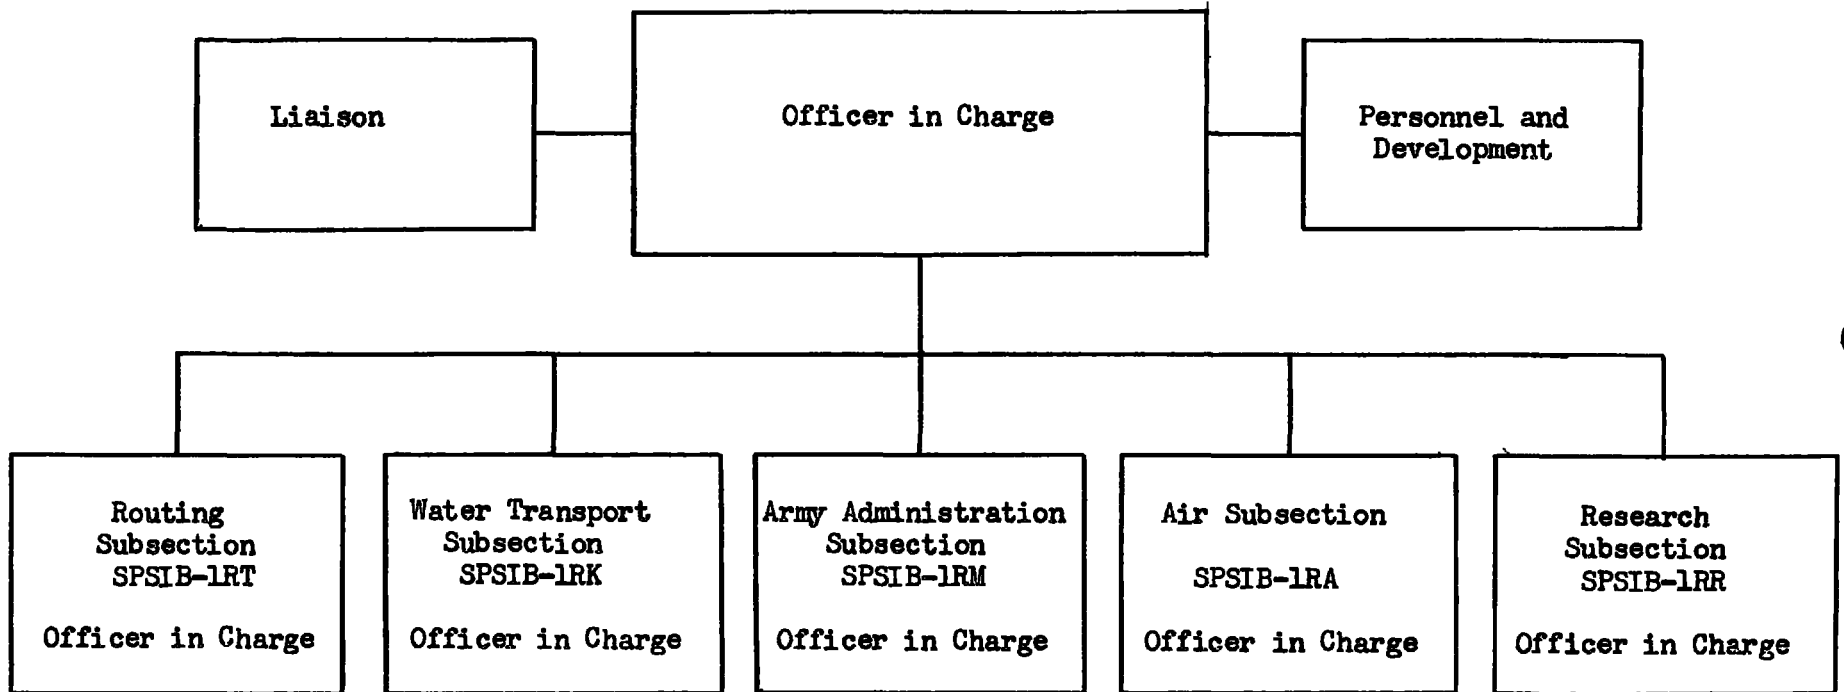 Liaison
Officer in Charge
Personnel and
Development
Routing
Subsection
SPSIB-1RT
Officer in Charge
Water Transport
Subsection
SPSIB-1RK
Officer in Charge
Army Administration
Subsection
SPSIB-1RM
Officer in Charge
Air Subsection
SPSIB-1RA
Officer in Charge
Research
Subsection
SPSIB-1RR
Officer in Charge